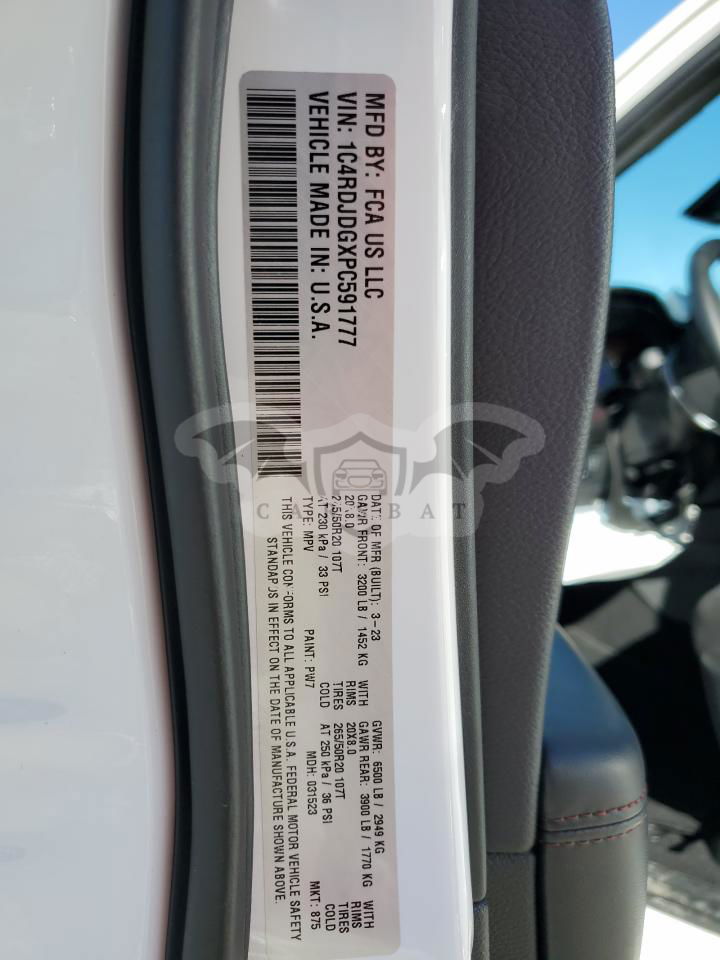 MFD BY: FCA US LLC
VIN: 1C4RDJDGXPC591777
VEHICLE MADE IN: U.S.A.
DATE OF MFR (BUILT): 3-23 GVWR: 6500 LB / 2949 KG
GAWR FRONT: 3200 LB / 1452 KG WITH GAWR REAR: 3900 LB / 1770 KG WITH
20X8.0 RIMS 20X8.0 RIMS
265/50R20 107T TIRES 265/50R20 107T TIRES
AT 230 kPa / 33 PSI COLD AT 250 kPa / 36 PSI COLD
TYPE: MPV PAINT: PW7 MDH: 031523 MKT: 875
THIS VEHICLE CONFORMS TO ALL APPLICABLE U.S.A. FEDERAL MOTOR VEHICLE SAFETY
STANDARDS IN EFFECT ON THE DATE OF MANUFACTURE SHOWN ABOVE.
CARBAT